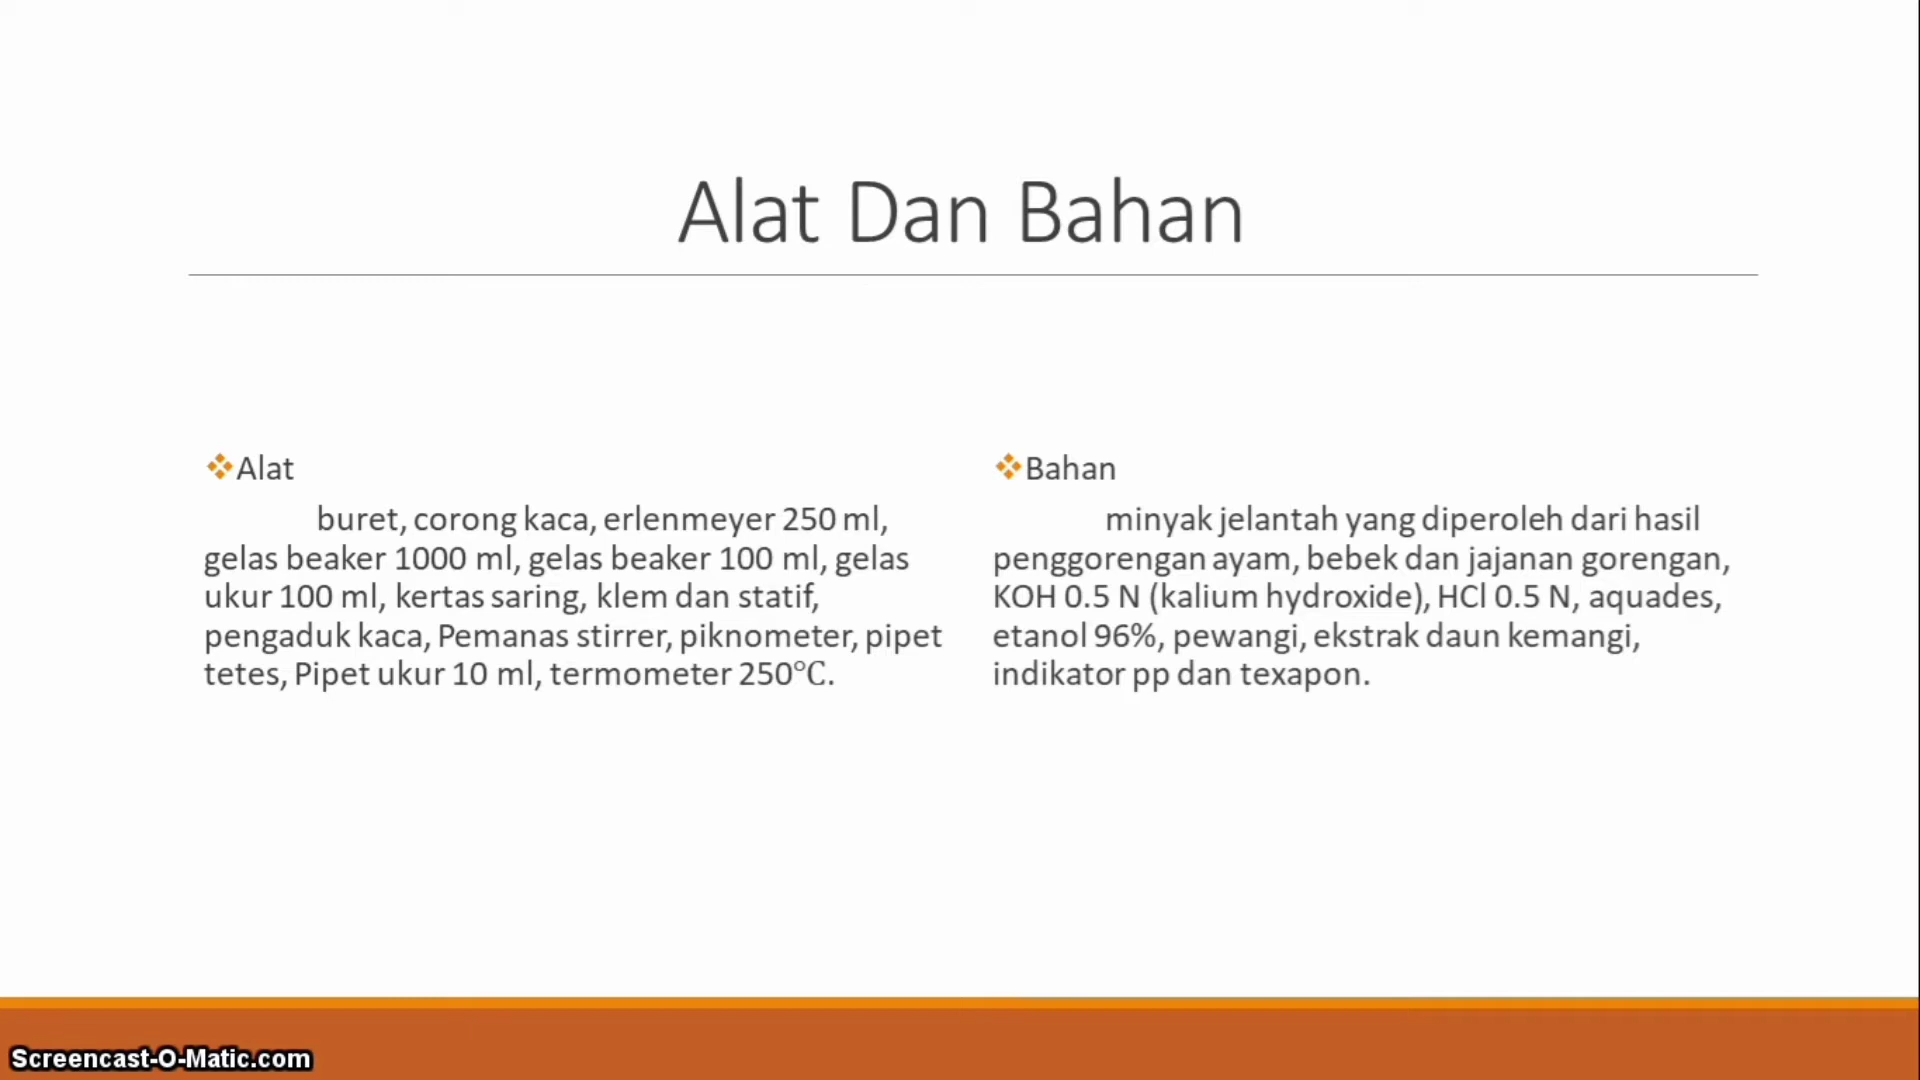 Alat Dan Bahan
Alat
buret, corong kaca, erlenmeyer 250 ml,
gelas beaker 1000 ml, gelas beaker 100 ml, gelas
ukur 100 ml, kertas saring, klem dan statif,
pengaduk kaca, Pemanas stirrer, piknometer, pipet
tetes, Pipet ukur 10 ml, termometer 250℃.
Bahan
minyak jelantah yang diperoleh dari hasil
penggorengan ayam, bebek dan jajanan gorengan,
KOH 0.5 N (kalium hydroxide), HCl 0.5 N, aquades,
etanol 96%, pewangi, ekstrak daun kemangi,
indikator pp dan texapon.
Screencast-O-Matic.com